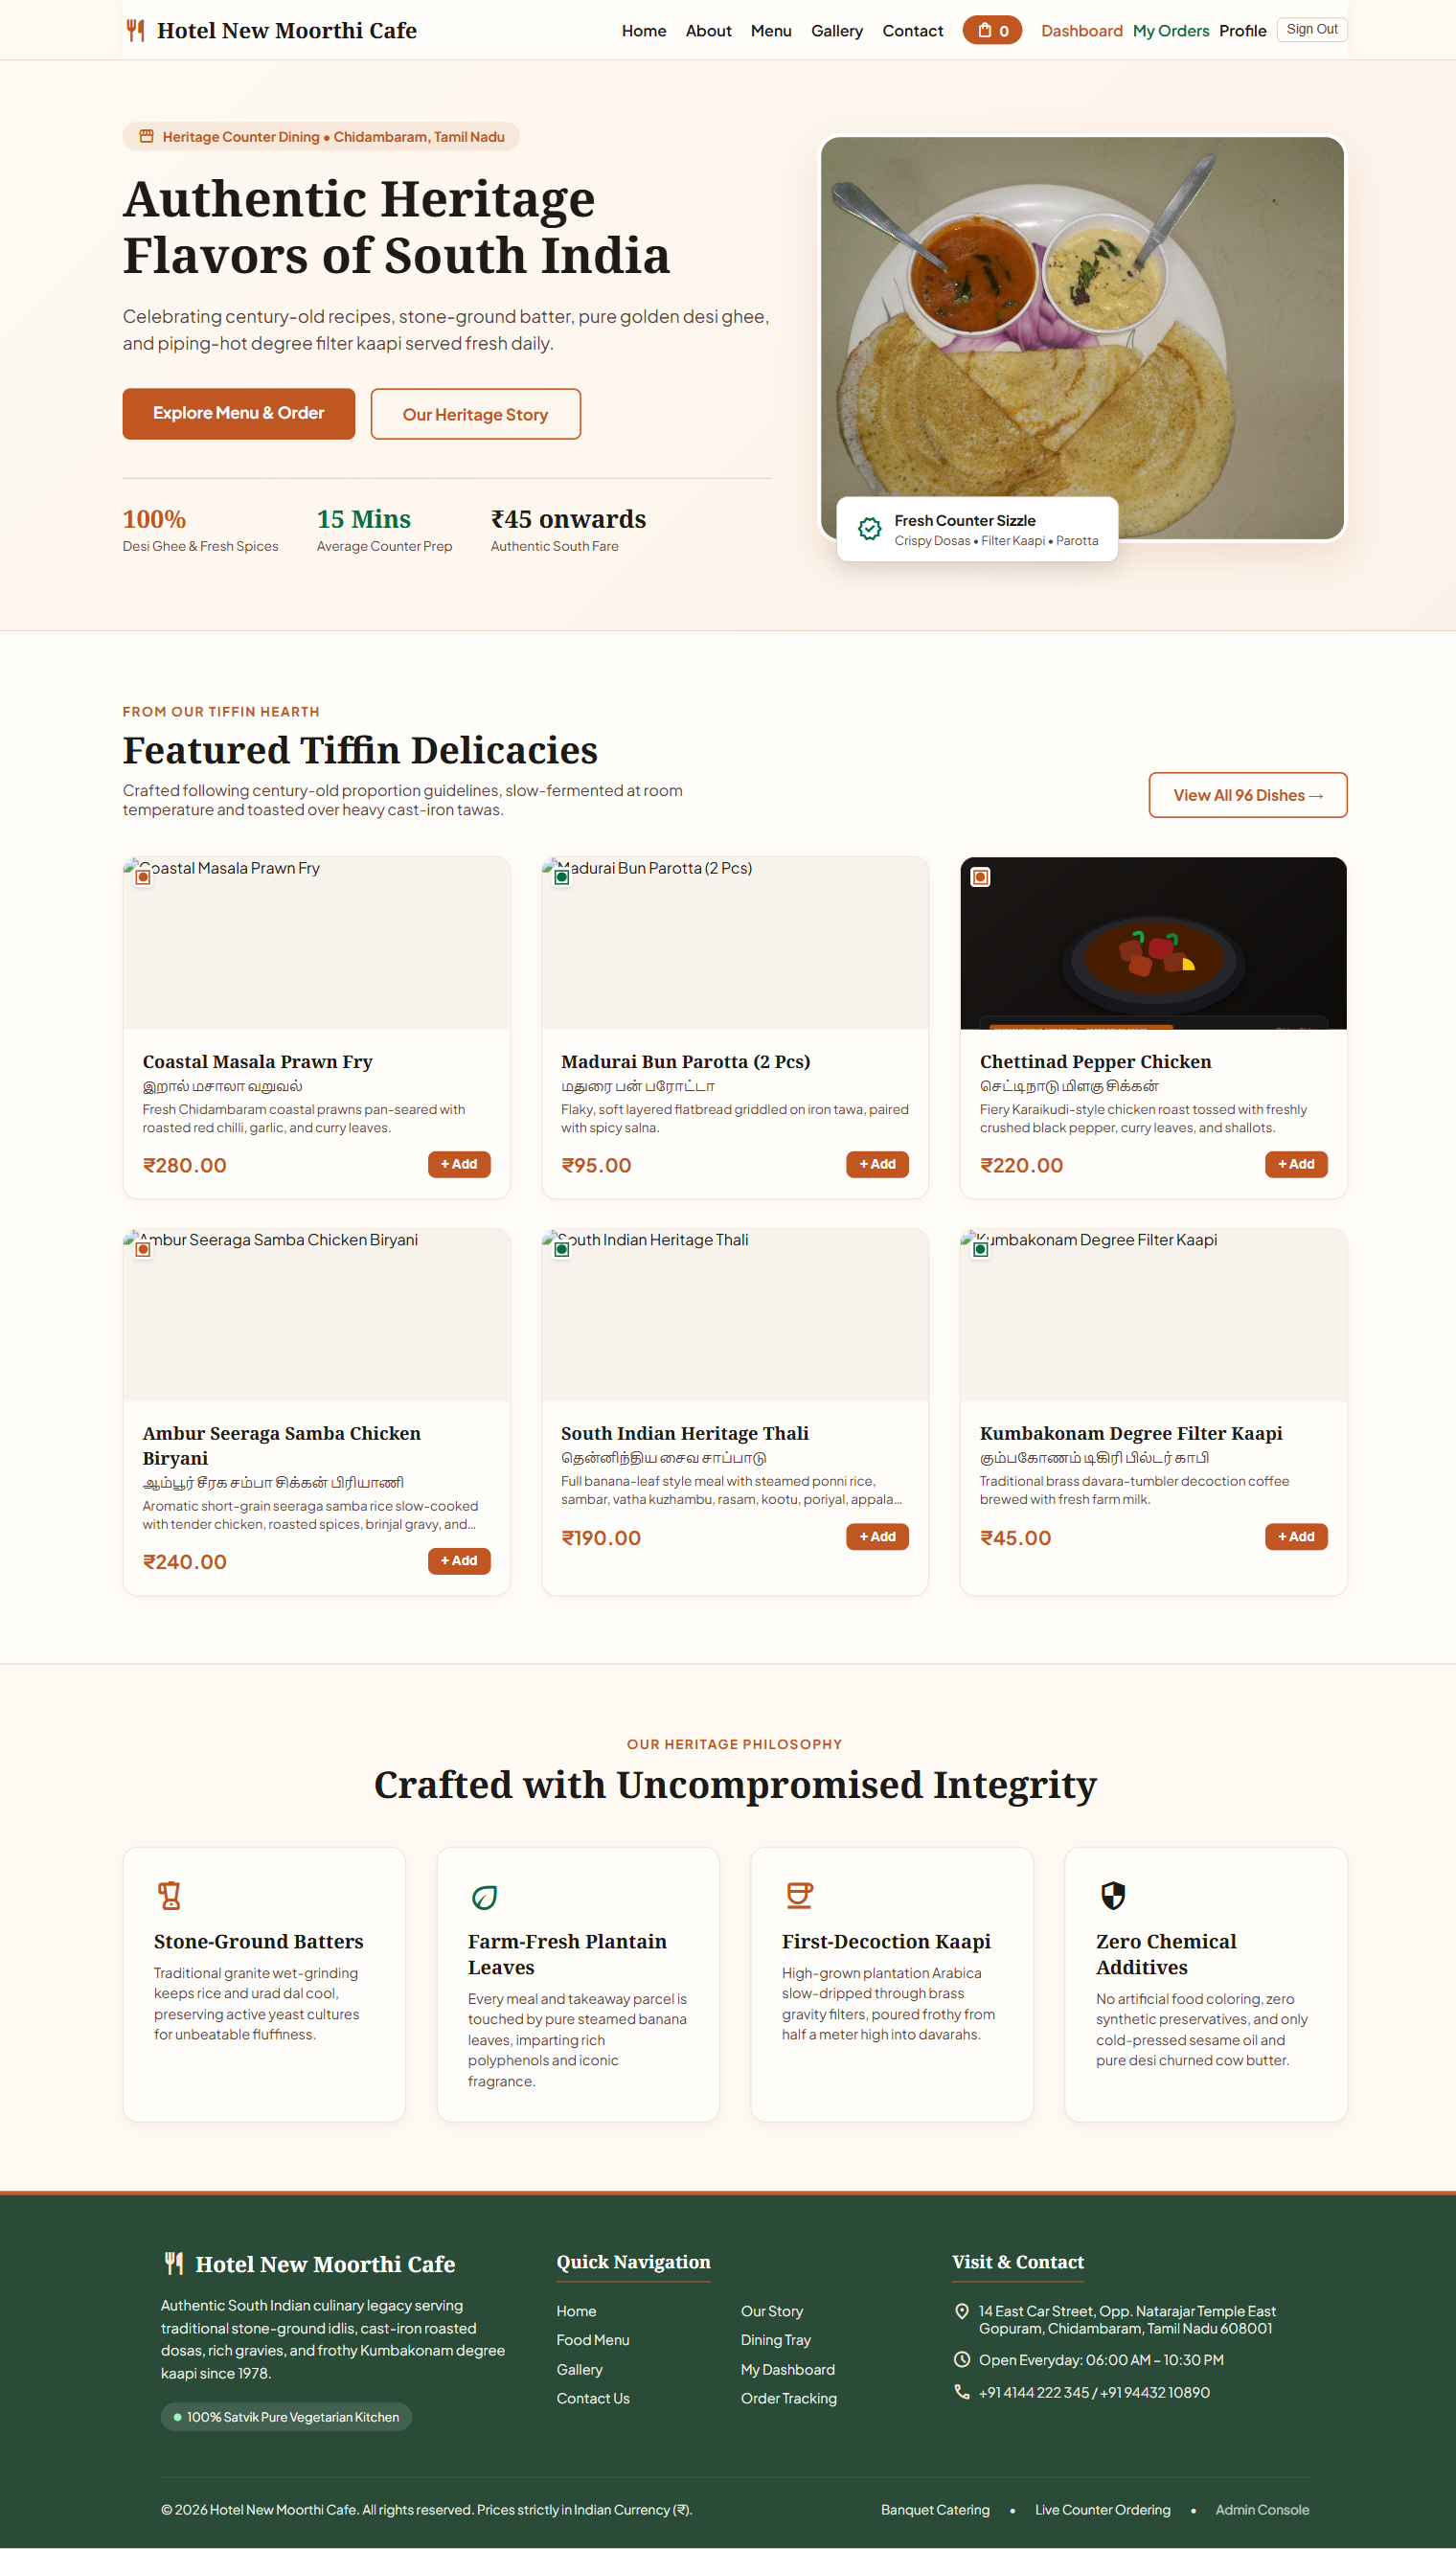 Hotel New Moorthi Cafe
Home About Menu Gallery Contact 0 Dashboard My Orders Profile Sign Out
Heritage Counter Dining • Chidambaram, Tamil Nadu
Authentic Heritage
Flavors of South India
Celebrating century-old recipes, stone-ground batter, pure golden desi ghee,
and piping-hot degree filter kaapi served fresh daily.
Explore Menu & Order
Our Heritage Story
100%
Desi Ghee & Fresh Spices
15 Mins
Average Counter Prep
₹45 onwards
Authentic South Fare
Fresh Counter Sizzle
Crispy Dosas • Filter Kaapi • Parotta
FROM OUR TIFFIN HEARTH
Featured Tiffin Delicacies
Crafted following century-old proportion guidelines, slow-fermented at room
temperature and toasted over heavy cast-iron tawas.
View All 96 Dishes →
Coastal Masala Prawn Fry
Coastal Masala Prawn Fry
இறால் மசாலா வறுவல்
Fresh Chidambaram coastal prawns pan-seared with
roasted red chilli, garlic, and curry leaves.
₹280.00
+ Add
Madurai Bun Parotta (2 Pcs)
Madurai Bun Parotta (2 Pcs)
மதுரை பன் பரோட்டா
Flaky, soft layered flatbread griddled on iron tawa, paired
with spicy salna.
₹95.00
+ Add
Chettinad Pepper Chicken
செட்டிநாடு மிளகு சிக்கன்
Fiery Karaikudi-style chicken roast tossed with freshly
crushed black pepper, curry leaves, and shallots.
₹220.00
+ Add
Ambur Seeraga Samba Chicken Biryani
Ambur Seeraga Samba Chicken
Biryani
ஆம்பூர் சீரக சம்பா சிக்கன் பிரியாணி
Aromatic short-grain seeraga samba rice slow-cooked
with tender chicken, roasted spices, brinjal gravy, and...
₹240.00
+ Add
South Indian Heritage Thali
South Indian Heritage Thali
தென்னிந்திய சைவ சாப்பாடு
Full banana-leaf style meal with steamed ponni rice,
sambar, vatha kuzhambu, rasam, kootu, poriyal, appala...
₹190.00
+ Add
Kumbakonam Degree Filter Kaapi
Kumbakonam Degree Filter Kaapi
கும்பகோணம் டிகிரி பில்டர் காபி
Traditional brass davara-tumbler decoction coffee
brewed with fresh farm milk.
₹45.00
+ Add
OUR HERITAGE PHILOSOPHY
Crafted with Uncompromised Integrity
Stone-Ground Batters
Traditional granite wet-grinding
keeps rice and urad dal cool,
preserving active yeast cultures
for unbeatable fluffiness.
Farm-Fresh Plantain
Leaves
Every meal and takeaway parcel is
touched by pure steamed banana
leaves, imparting rich
polyphenols and iconic
fragrance.
First-Decoction Kaapi
High-grown plantation Arabica
slow-dripped through brass
gravity filters, poured frothy from
half a meter high into davarahs.
Zero Chemical
Additives
No artificial food coloring, zero
synthetic preservatives, and only
cold-pressed sesame oil and
pure desi churned cow butter.
Hotel New Moorthi Cafe
Authentic South Indian culinary legacy serving
traditional stone-ground idlis, cast-iron roasted
dosas, rich gravies, and frothy Kumbakonam degree
kaapi since 1978.
100% Satvik Pure Vegetarian Kitchen
Quick Navigation
Home Our Story
Food Menu Dining Tray
Gallery My Dashboard
Contact Us Order Tracking
Visit & Contact
14 East Car Street, Opp. Natarajar Temple East
Gopuram, Chidambaram, Tamil Nadu 608001
Open Everyday: 06:00 AM – 10:30 PM
+91 4144 222 345 / +91 94432 10890
© 2026 Hotel New Moorthi Cafe. All rights reserved. Prices strictly in Indian Currency (₹).
Banquet Catering • Live Counter Ordering • Admin Console